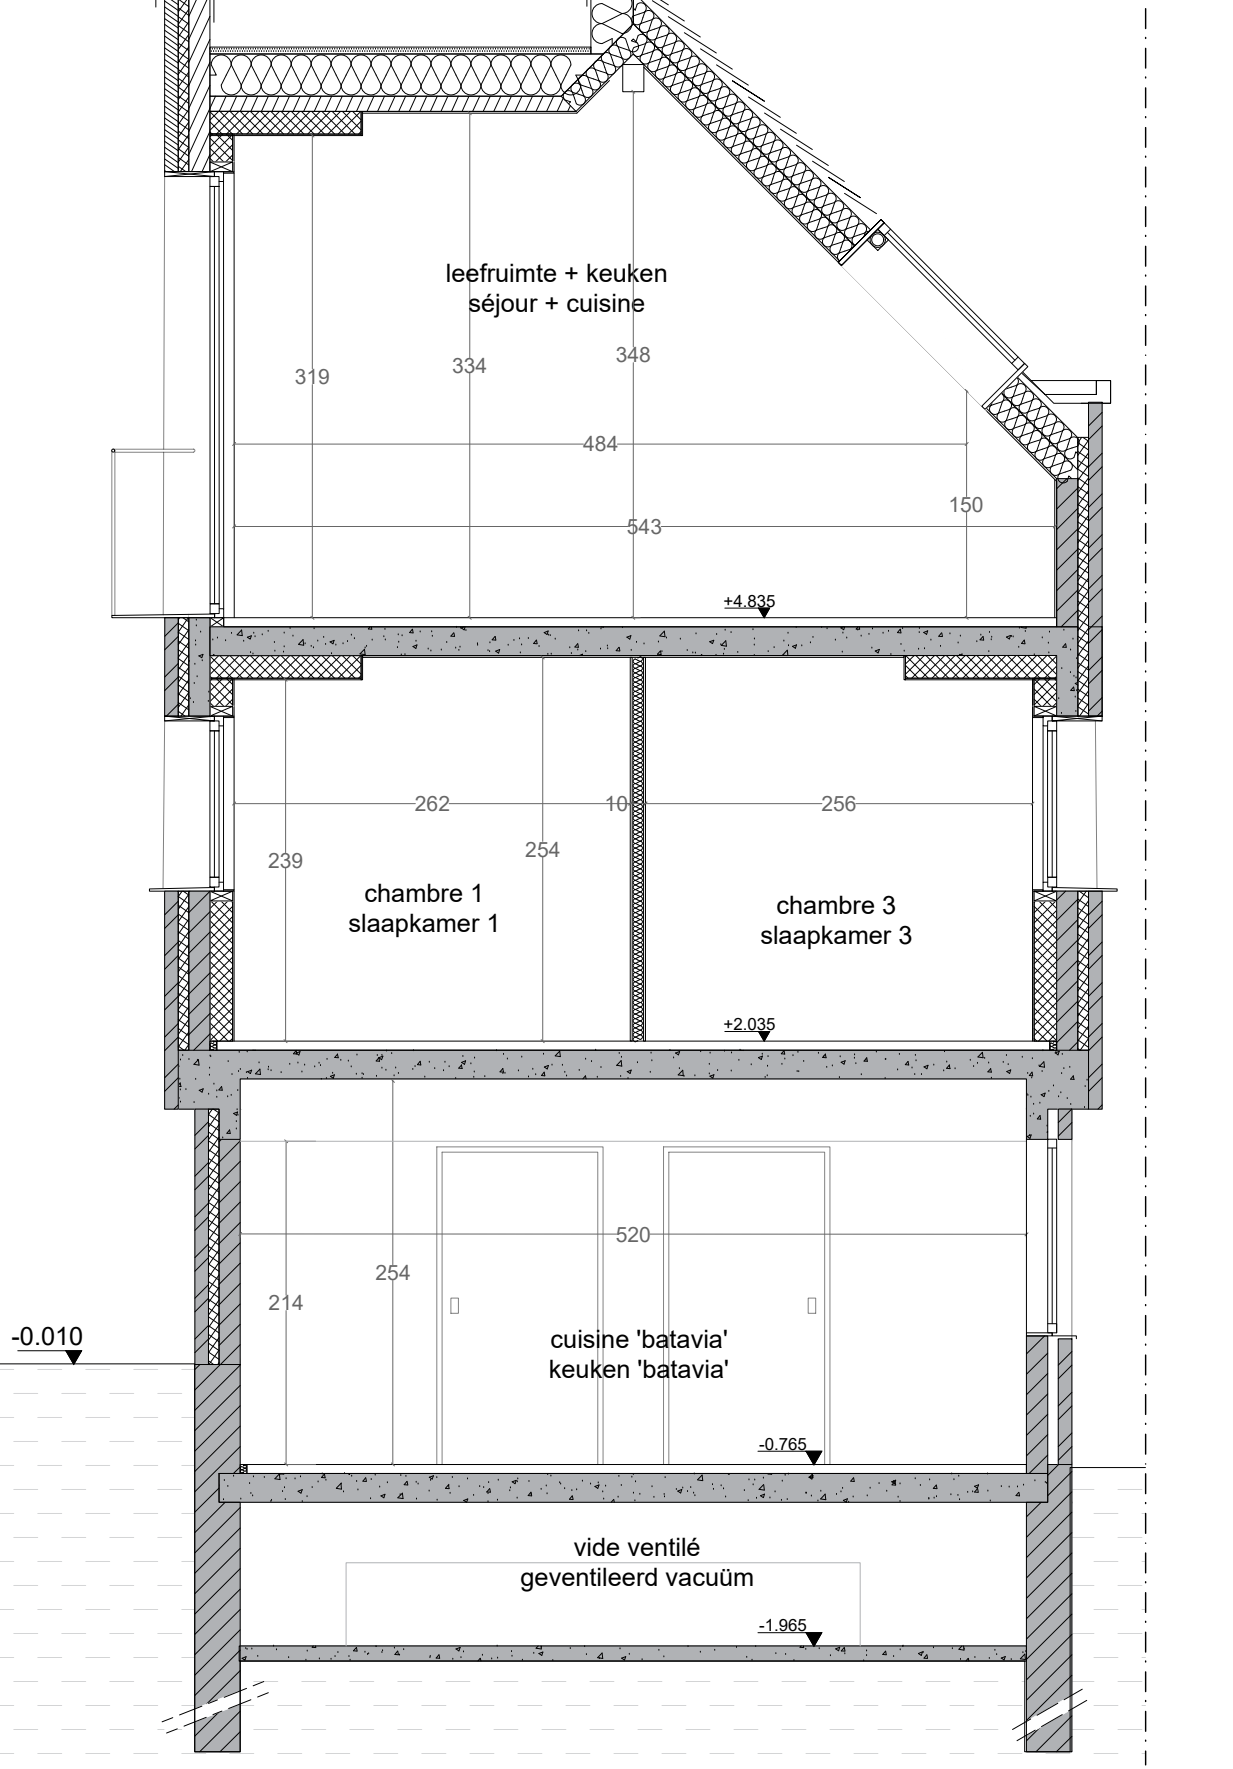 leefruimte + keuken
séjour + cuisine
348
334
319
484
150
543
+4.835
262
10
256
254
239
chambre 1
slaapkamer 1
chambre 3
slaapkamer 3
+2.035
520
254
214
-0.010
cuisine 'batavia'
keuken 'batavia'
-0.765
vide ventilé
geventileerd vacuüm
-1.965